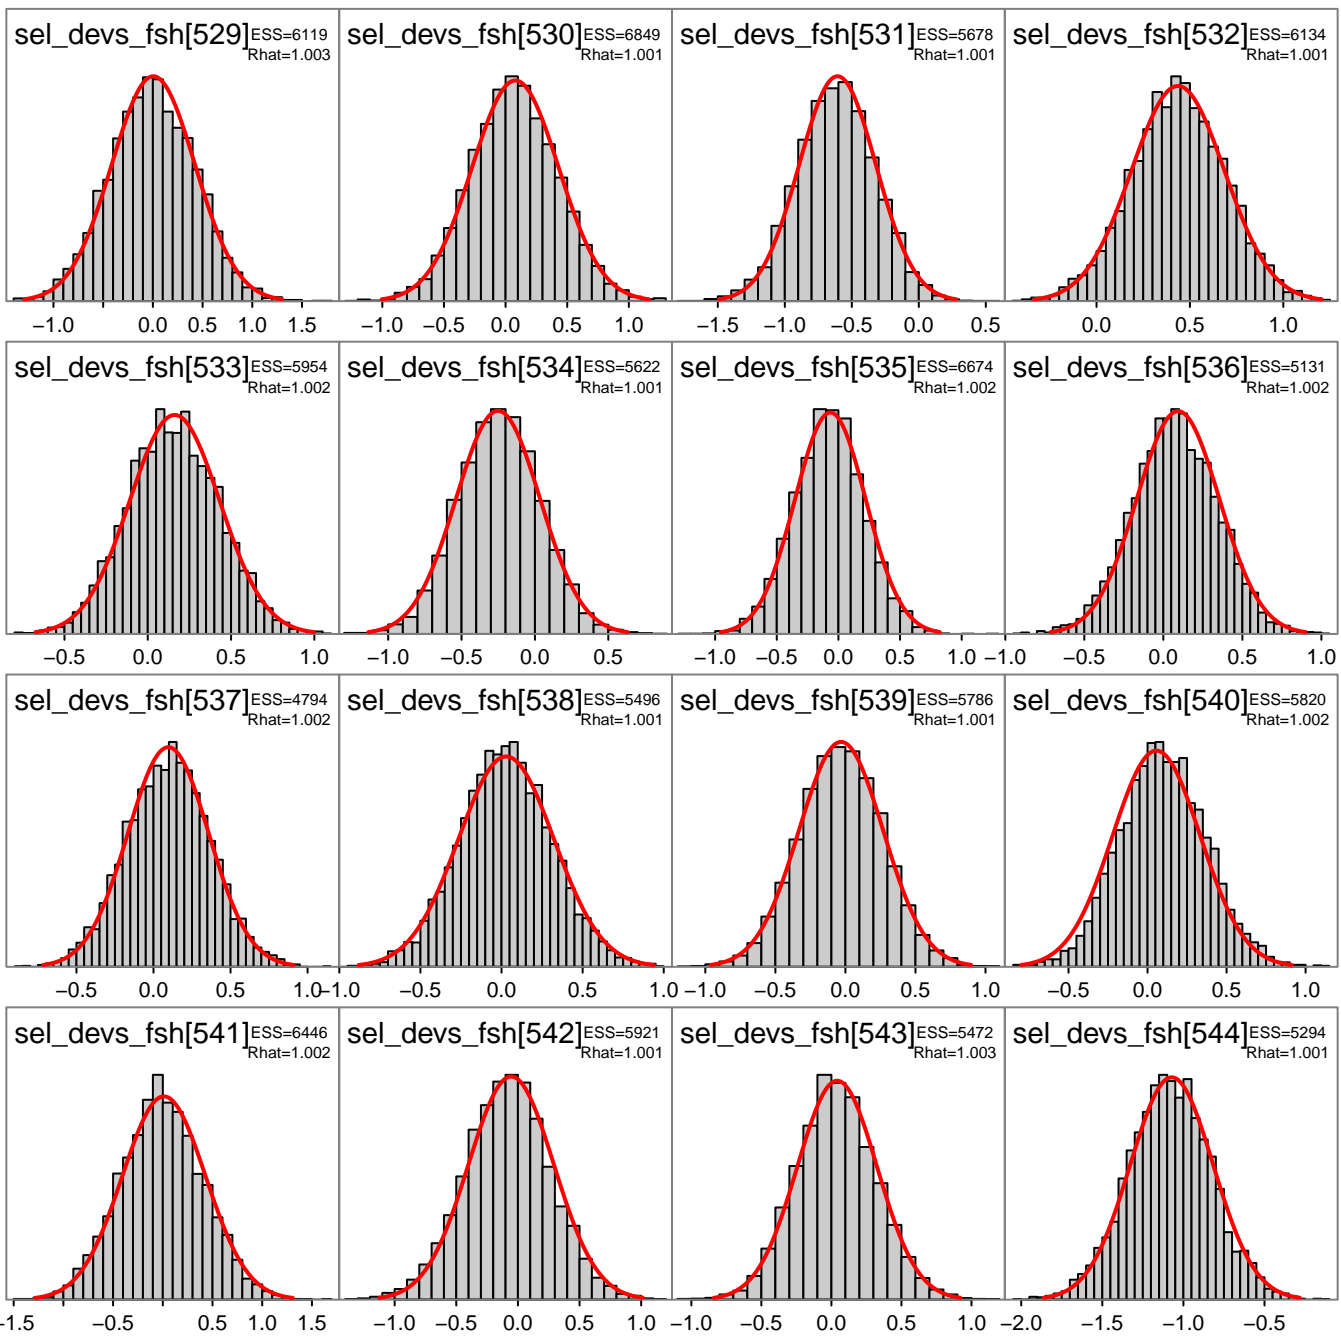 sel_devs_fsh[529] ESS=6119
Rhat=1.003
sel_devs_fsh[530] ESS=6849
Rhat=1.001
sel_devs_fsh[531] ESS=5678
Rhat=1.001
sel_devs_fsh[532] ESS=6134
Rhat=1.001
−1.0 0.0 0.5 1.0 1.5
−1.0 −0.5 0.0 0.5 1.0
−1.5 −1.0 −0.5 0.0 0.5
0.0 0.5 1.0
sel_devs_fsh[533] ESS=5954
Rhat=1.002
sel_devs_fsh[534] ESS=5622
Rhat=1.001
sel_devs_fsh[535] ESS=6674
Rhat=1.002
sel_devs_fsh[536] ESS=5131
Rhat=1.002
−0.5 0.0 0.5 1.0
−1.0 −0.5 0.0 0.5
−1.0 −0.5 0.0 0.5 1.0
−1.0 −0.5 0.0 0.5 1.0
sel_devs_fsh[537] ESS=4794
Rhat=1.002
sel_devs_fsh[538] ESS=5496
Rhat=1.001
sel_devs_fsh[539] ESS=5786
Rhat=1.001
sel_devs_fsh[540] ESS=5820
Rhat=1.002
−0.5 0.0 0.5
−1.0 −0.5 0.0 0.5 1.0
−1.0 −0.5 0.0 0.5 1.0
−0.5 0.0 0.5 1.0
sel_devs_fsh[541] ESS=6446
Rhat=1.002
sel_devs_fsh[542] ESS=5921
Rhat=1.001
sel_devs_fsh[543] ESS=5472
Rhat=1.003
sel_devs_fsh[544] ESS=5294
Rhat=1.001
−1.5 −0.5 0.0 0.5 1.0 1.5
−1.0 −0.5 0.0 0.5 1.0
−1.0 −0.5 0.0 0.5 1.0
−2.0 −1.5 −1.0 −0.5